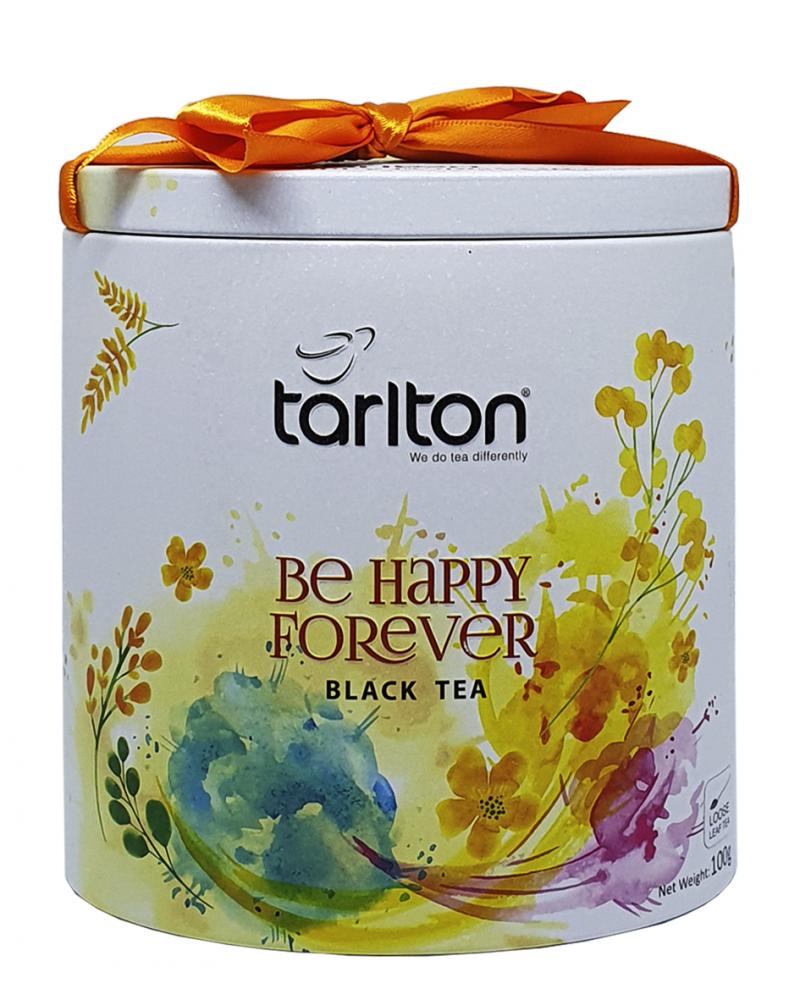 tarlton®
We do tea differently
Be HaPPY
FOReVeR
BLACK TEA
LOOSE
LEAF TEA
Net Weight: 100g